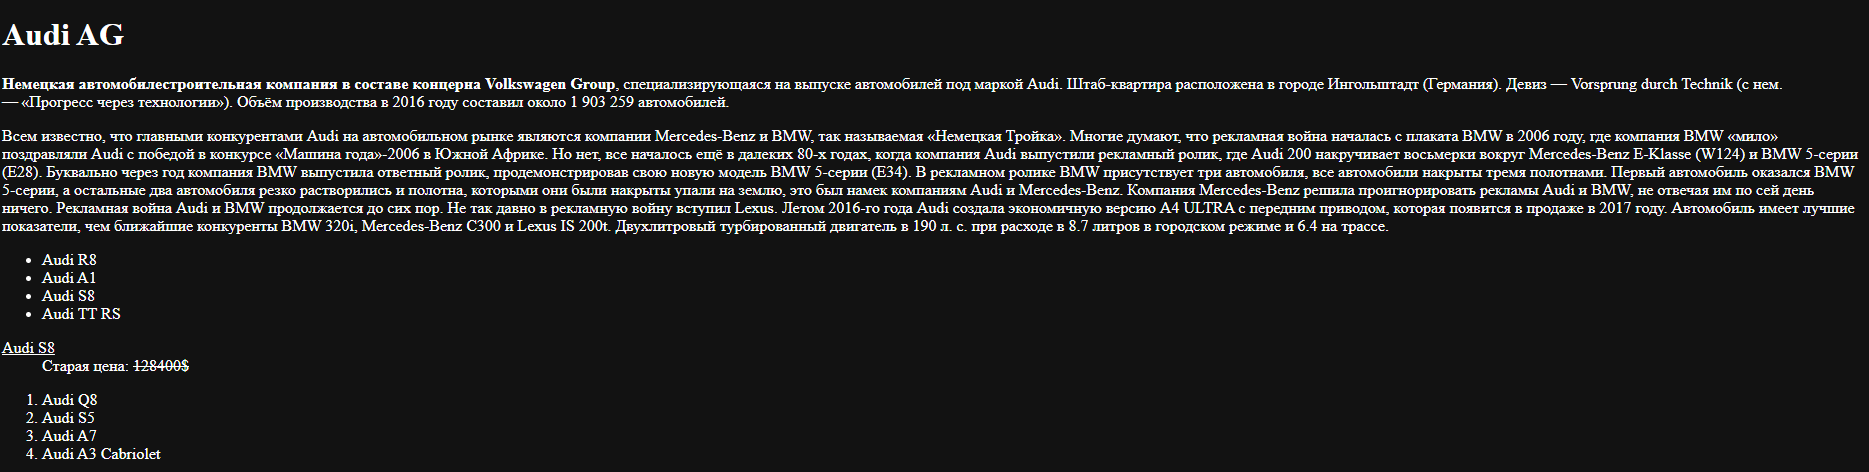 Audi AG
Немецкая автомобилестроительная компания в составе концерна Volkswagen Group, специализирующаяся на выпуске автомобилей под маркой Audi. Штаб-квартира расположена в городе Ингольштадт (Германия). Девиз — Vorsprung durch Technik (с нем.
— «Прогресс через технологии»). Объём производства в 2016 году составил около 1 903 259 автомобилей.
Всем известно, что главными конкурентами Audi на автомобильном рынке являются компании Mercedes-Benz и BMW, так называемая «Немецкая Тройка». Многие думают, что рекламная война началась с плаката BMW в 2006 году, где компания BMW «мило»
поздравляли Audi с победой в конкурсе «Машина года»-2006 в Южной Африке. Но нет, все началось ещё в далеких 80-х годах, когда компания Audi выпустили рекламный ролик, где Audi 200 накручивает восьмерки вокруг Mercedes-Benz E-Klasse (W124) и BMW 5-серии
(E28). Буквально через год компания BMW выпустила ответный ролик, продемонстрировав свою новую модель BMW 5-серии (E34). В рекламном ролике BMW присутствует три автомобиля, все автомобили накрыты тремя полотнами. Первый автомобиль оказался BMW
5-серии, а остальные два автомобиля резко растворились и полотна, которыми они были накрыты упали на землю, это был намек компаниям Audi и Mercedes-Benz. Компания Mercedes-Benz решила проигнорировать рекламы Audi и BMW, не отвечая им по сей день
ничего. Рекламная война Audi и BMW продолжается до сих пор. Не так давно в рекламную войну вступил Lexus. Летом 2016-го года Audi создала экономичную версию A4 ULTRA с передним приводом, которая появится в продаже в 2017 году. Автомобиль имеет лучшие
показатели, чем ближайшие конкуренты BMW 320i, Mercedes-Benz C300 и Lexus IS 200t. Двухлитровый турбированный двигатель в 190 л. с. при расходе в 8.7 литров в городском режиме и 6.4 на трассе.
• Audi R8
• Audi A1
• Audi S8
• Audi TT RS
Audi S8
Старая цена: 128400$
1. Audi Q8
2. Audi S5
3. Audi A7
4. Audi A3 Cabriolet